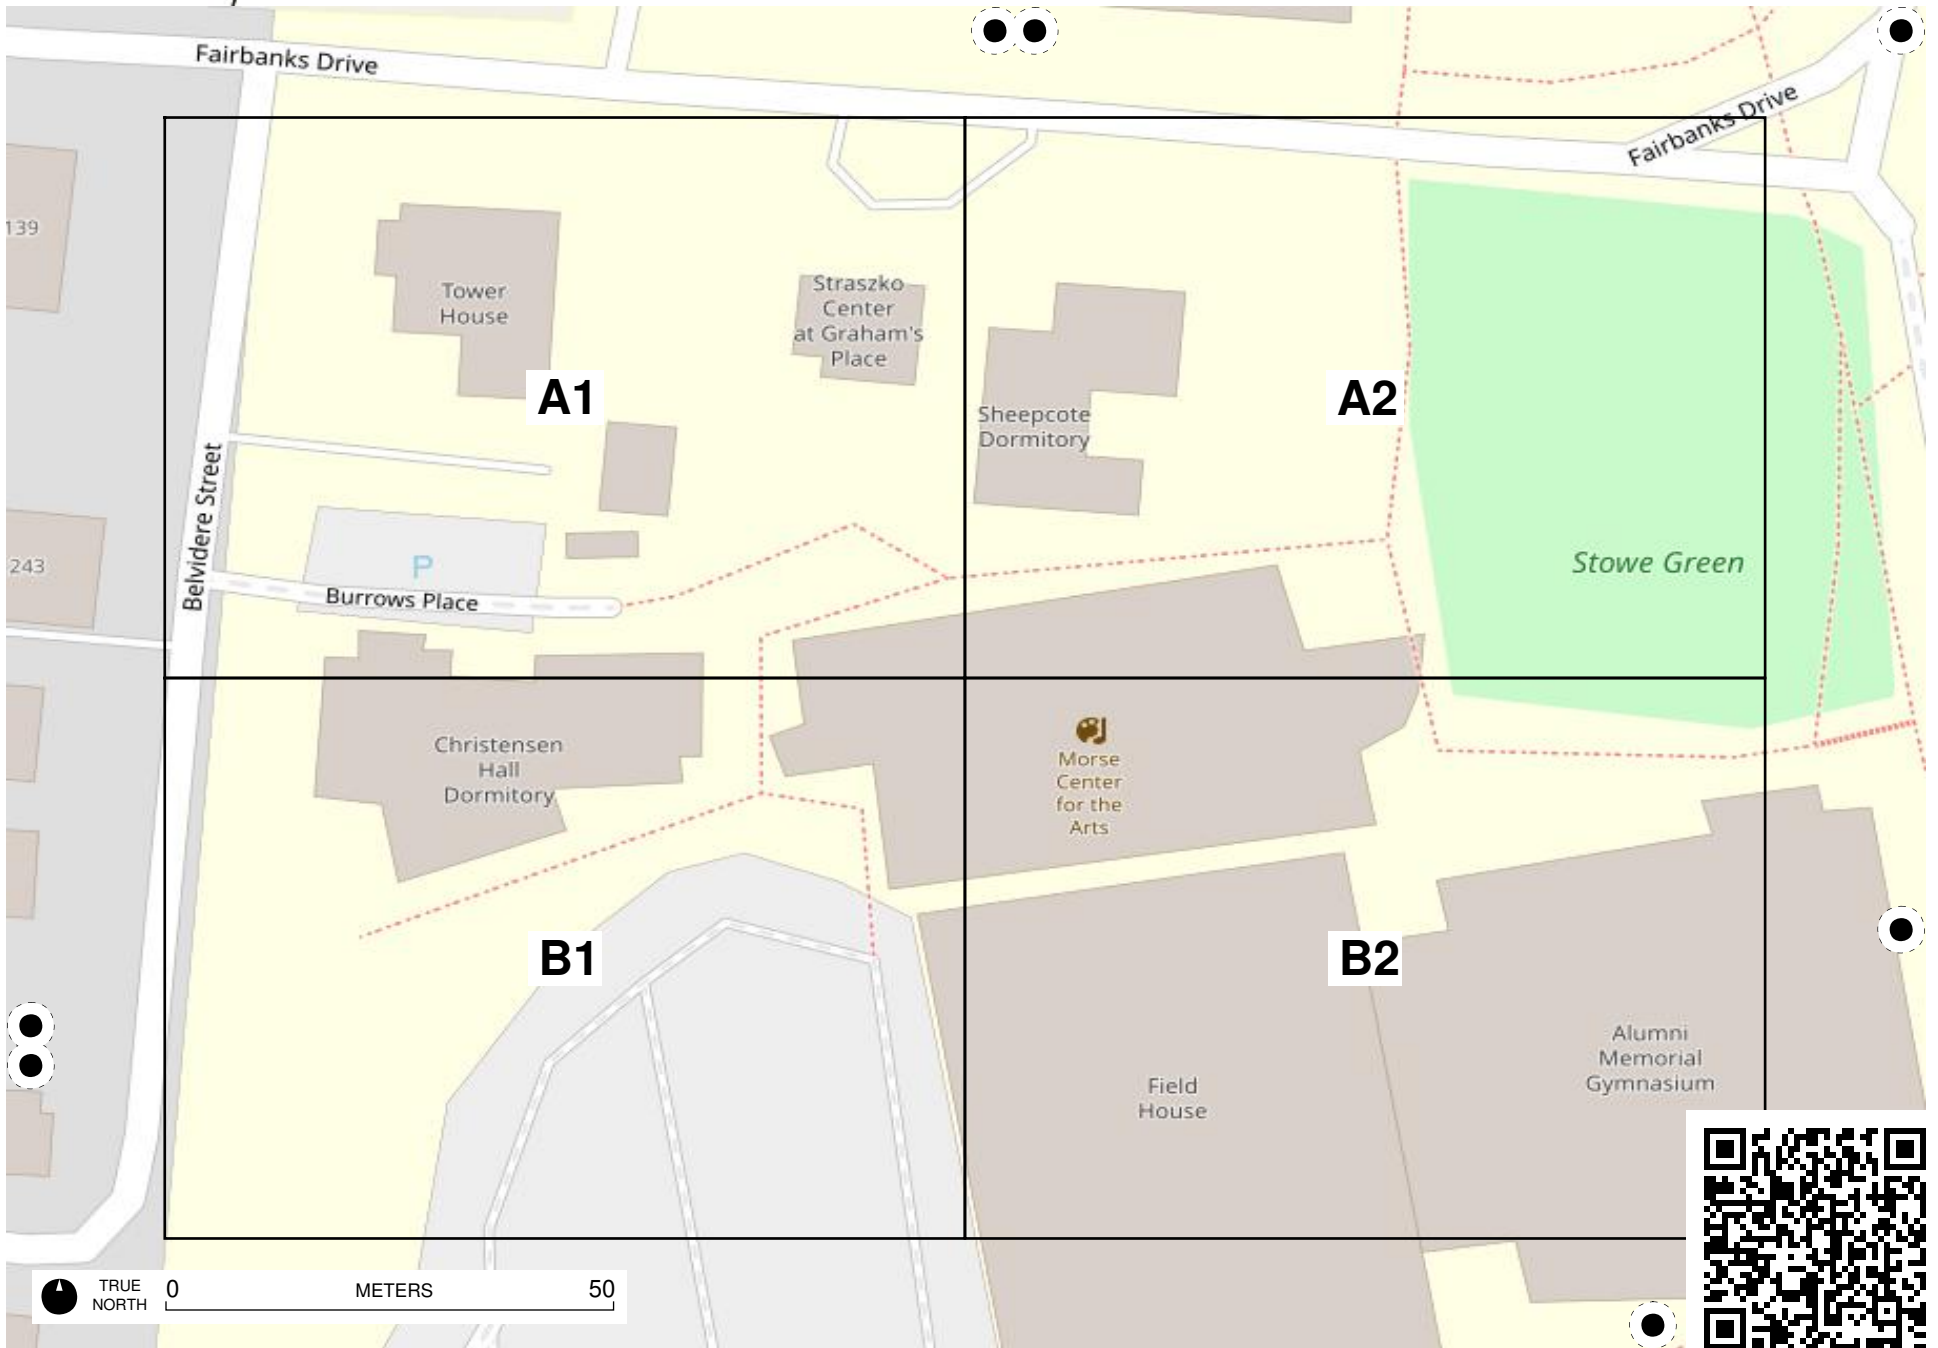 Fairbanks Drive
Fairbanks Drive
139
Tower
House
Straszko
Center
at Graham's
Place
A1
A2
Sheepcote
Dormitory
Belvidere Street
243
P
Burrows Place
Stowe Green
Christensen
Hall
Dormitory
Morse
Center
for the
Arts
B1
B2
Alumni
Memorial
Gymnasium
Field
House
TRUE
NORTH
0
METERS
50